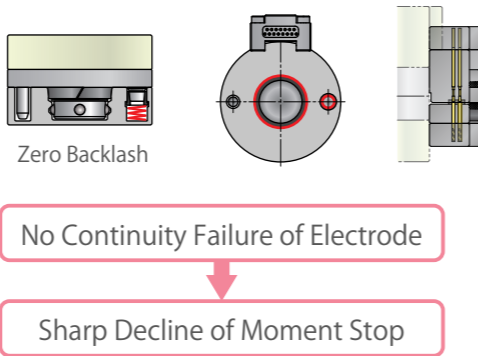 Zero Backlash
No Continuity Failure of Electrode
Sharp Decline of Moment Stop